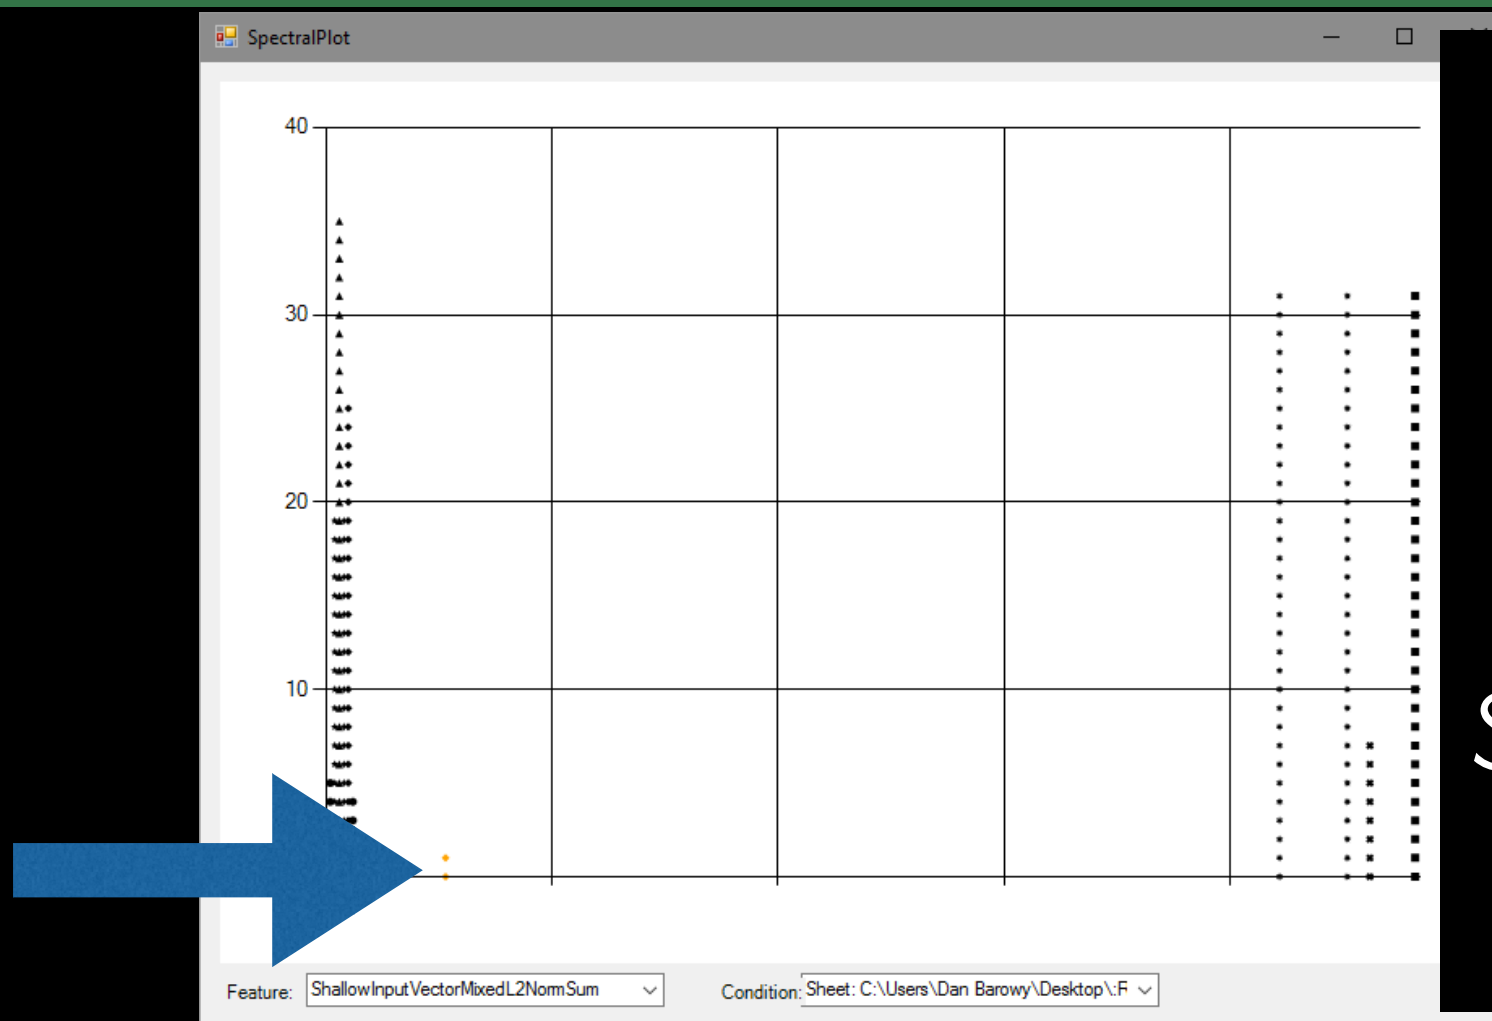 SpectralPlot
40
30
20
10
S
Feature: ShallowInputVectorMixedL2NormSum
Condition: Sheet: C:\Users\Dan Barowy\Desktop\:F